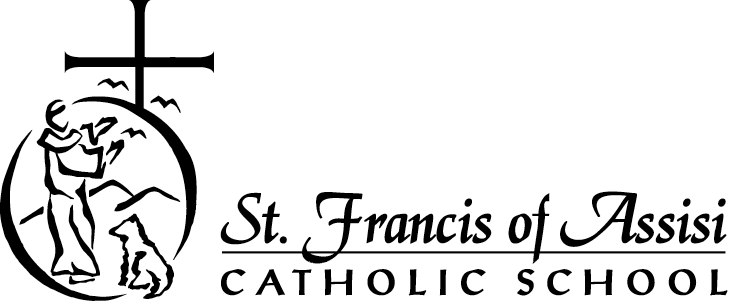 St. Francis of Assisi
CATHOLIC SCHOOL